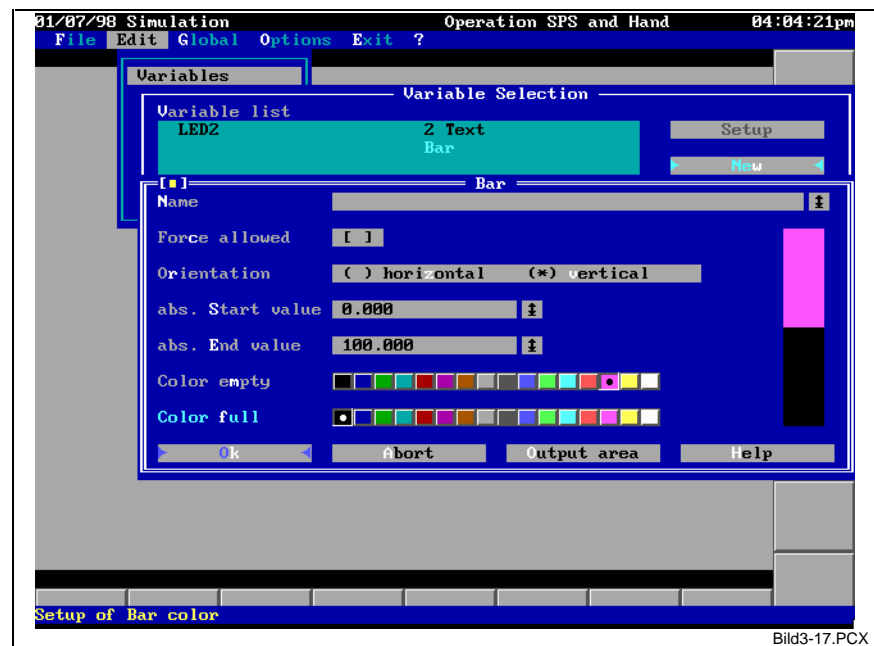 01/07/98 Simulation Operation SPS and Hand 04:04:21pm
File Edit Global Options Exit ?
Variables
Variable Selection
Variable list
LED2 2 Text Setup
Bar
New
[■] Bar
Name
Force allowed [ ]
Orientation ( ) horizontal (*) vertical
abs. Start value 0.000
abs. End value 100.000
Color empty
Color full
Ok Abort Output area Help
Setup of Bar color
Bild3-17.PCX